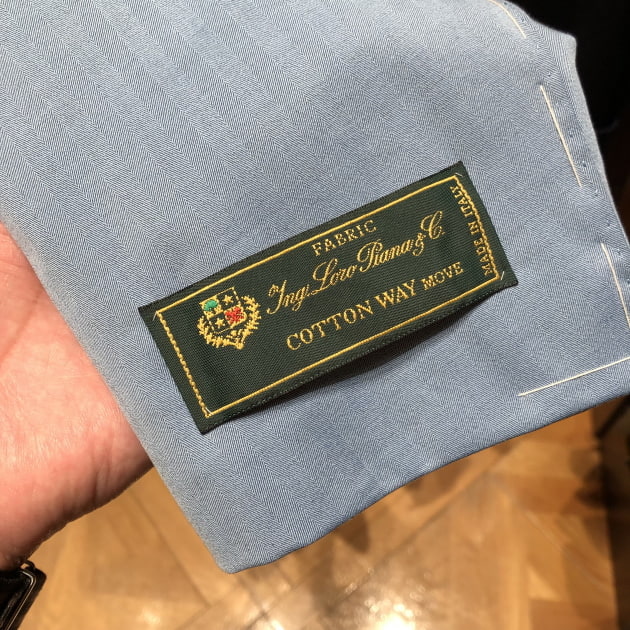 FABRIC
Ing. Loro Piana & C.
COTTON WAY MOVE
MADE IN ITALY